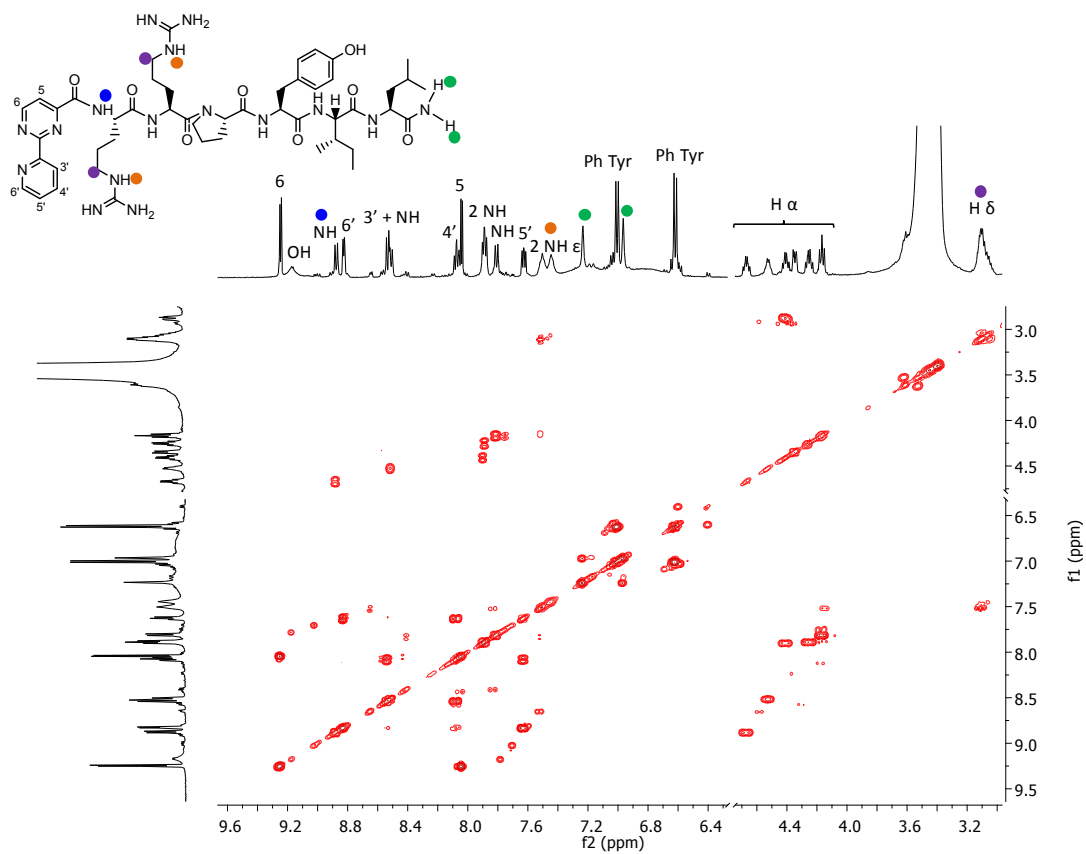 NH₂
HN
NH
OH
O
H
N
H
5
6
O
H
N
O
N
H
O
N
O
N
H
O
H
N
O
N
H
O
N
H
N
N
N
3'
4'
5'
6'
NH
HN
NH₂
Ph Tyr
Ph Tyr
6
OH
NH
6'
3' + NH
4'
5
2 NH
NH
5'
2 NH ε
H α
H δ
3.0
3.5
4.0
4.5
6.5
7.0
7.5
8.0
8.5
9.0
9.5
f1 (ppm)
9.6 9.2 8.8 8.4 8.0 7.6 7.2 6.8 6.4 4.4 4.0 3.6 3.2
f2 (ppm)